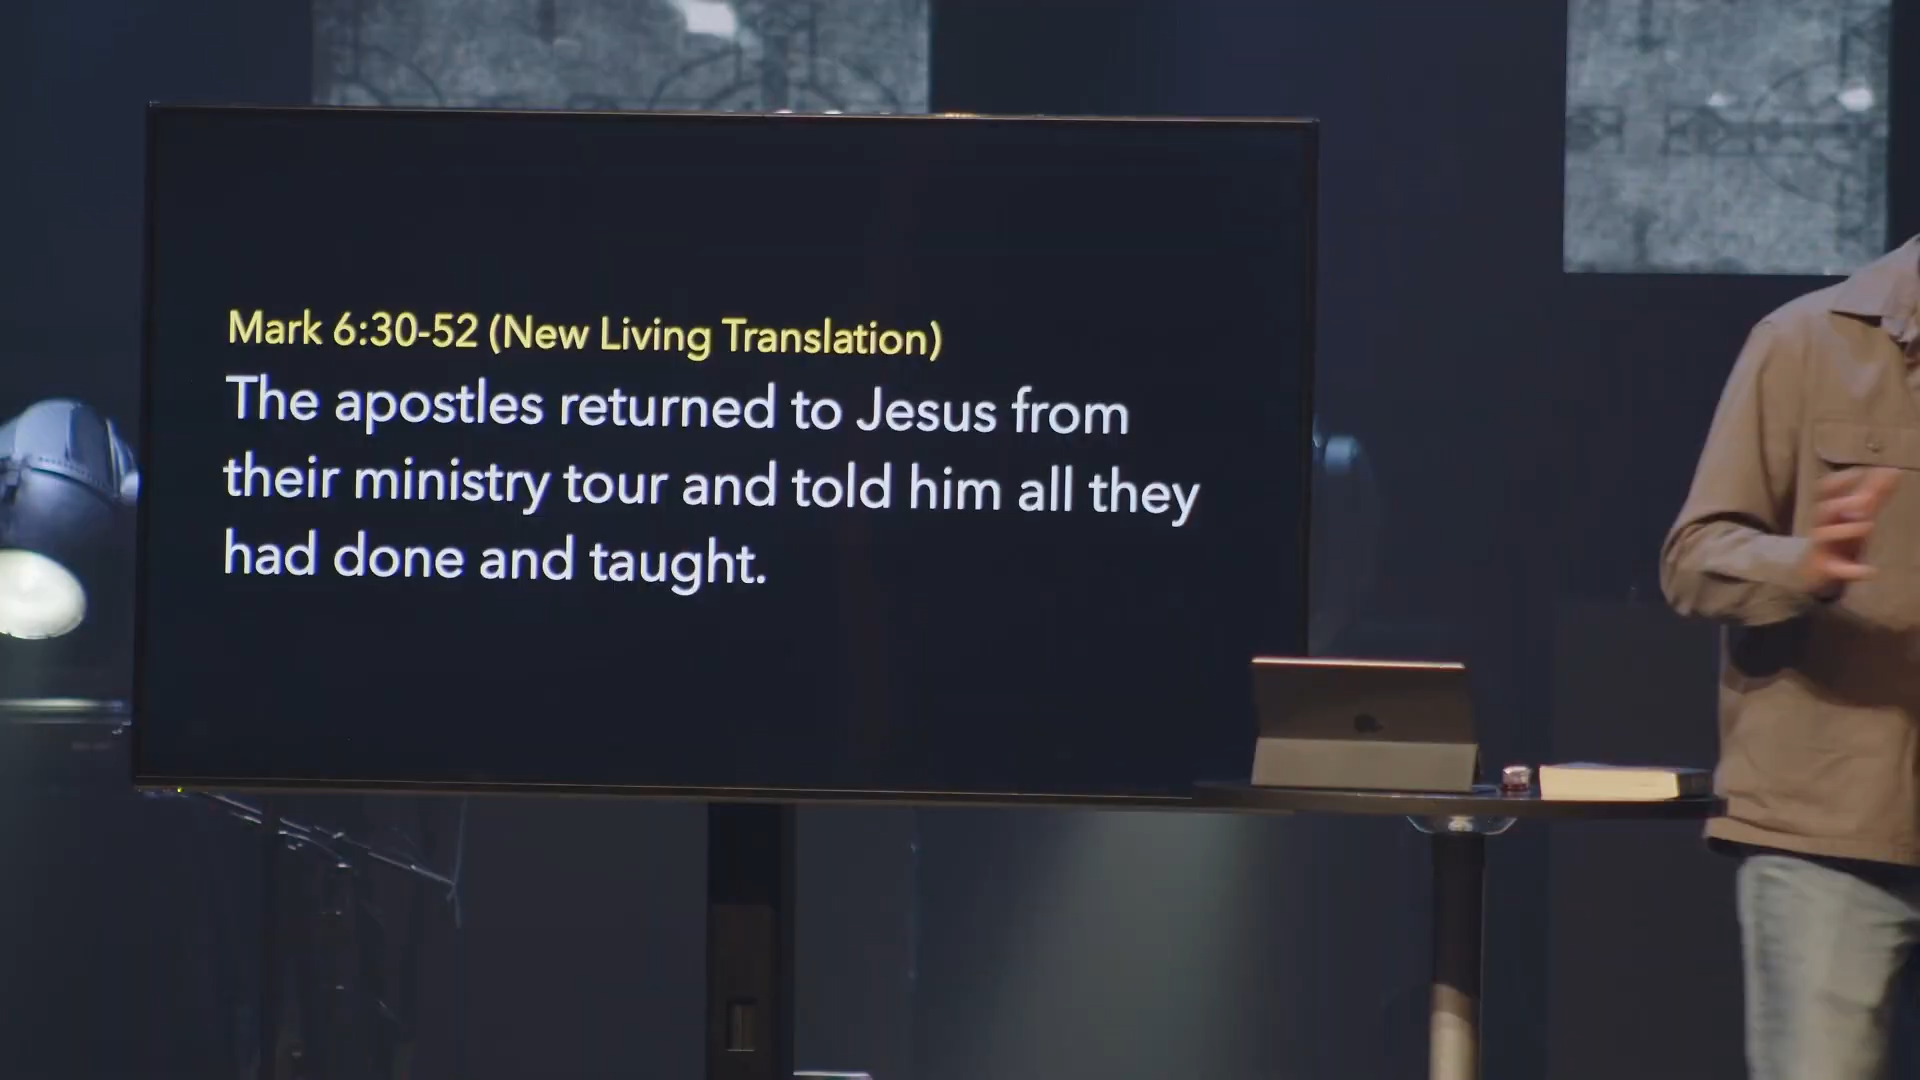 Mark 6:30-52 (New Living Translation)
The apostles returned to Jesus from
their ministry tour and told him all they
had done and taught.